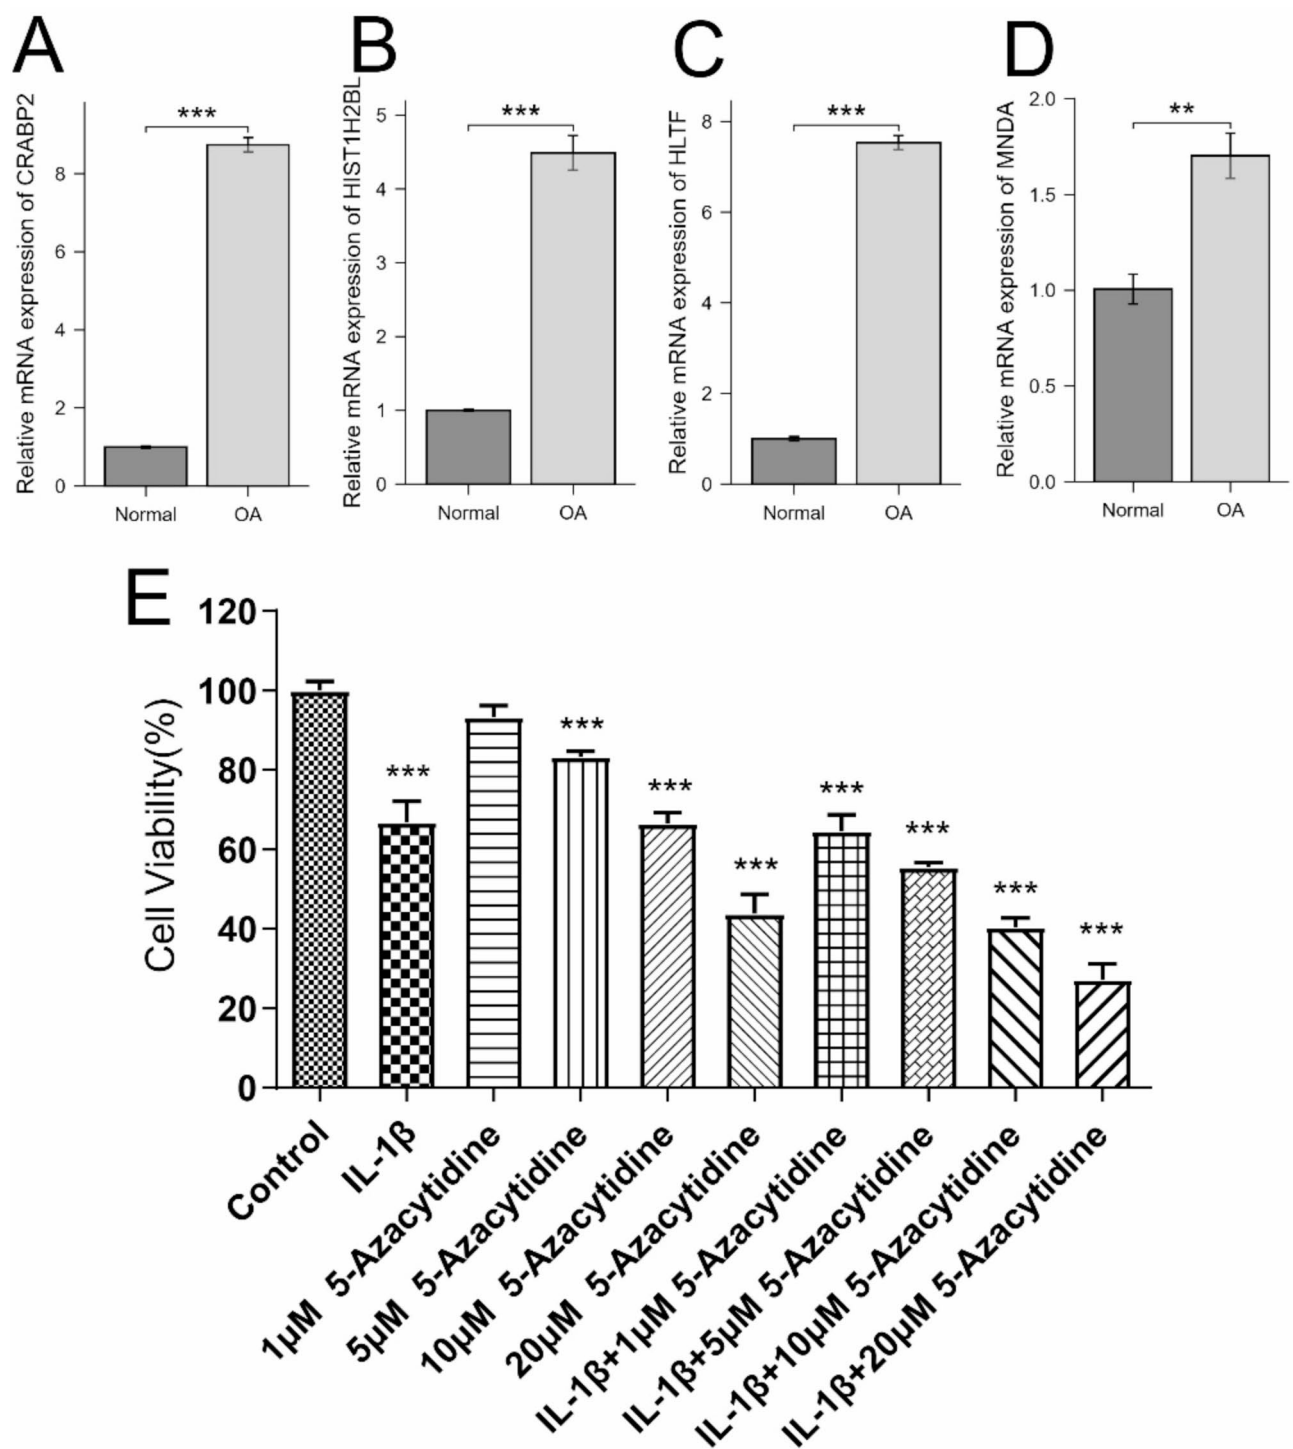 A
Relative mRNA expression of CRABP2
8
6
4
2
0
***
Normal
OA
B
Relative mRNA expression of HIST1H2BL
5
4
3
2
1
0
***
Normal
OA
C
Relative mRNA expression of HLTF
8
6
4
2
0
***
Normal
OA
D
Relative mRNA expression of MNDA
2.0
1.5
1.0
0.5
0.0
**
Normal
OA
E
Cell Viability(%)
120
100
80
60
40
20
0
***
***
***
***
***
***
***
***
Control
IL-1β
1μM 5-Azacytidine
5μM 5-Azacytidine
10μM 5-Azacytidine
20μM 5-Azacytidine
IL-1β+1μM 5-Azacytidine
IL-1β+5μM 5-Azacytidine
IL-1β+10μM 5-Azacytidine
IL-1β+20μM 5-Azacytidine